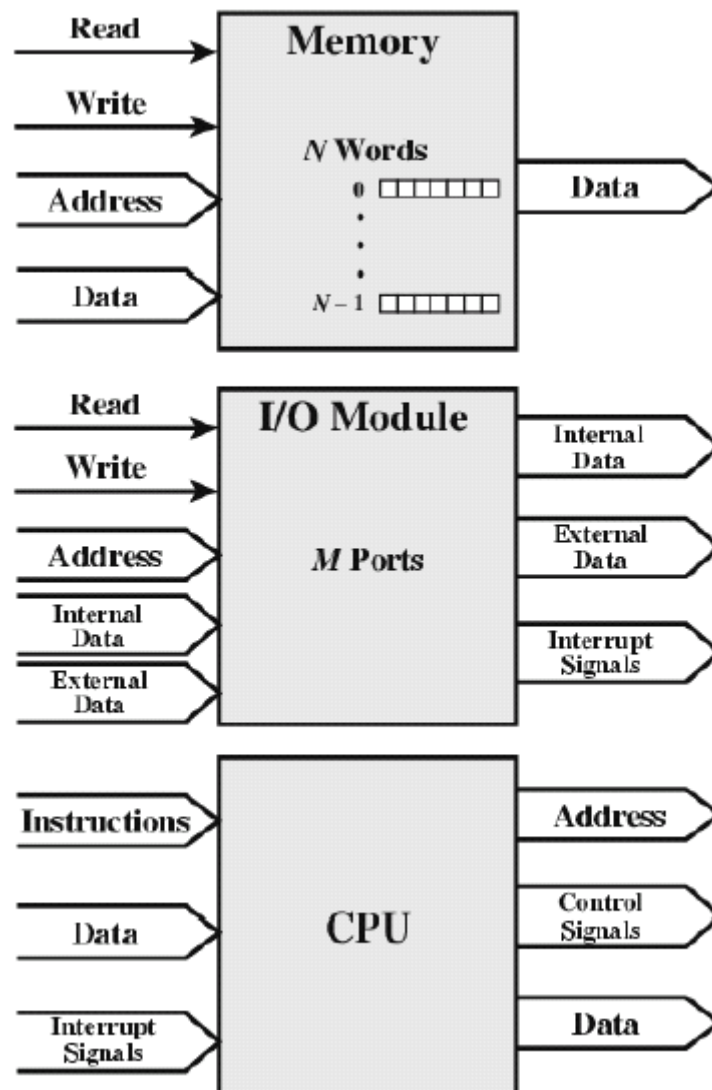 Read
Memory
Write
N Words
Address
0
Data
Data
N – 1
Read
I/O Module
Internal
Data
Write
Address
M Ports
External
Data
Internal
Data
Interrupt
Signals
External
Data
Instructions
Address
CPU
Control
Signals
Data
Interrupt
Signals
Data